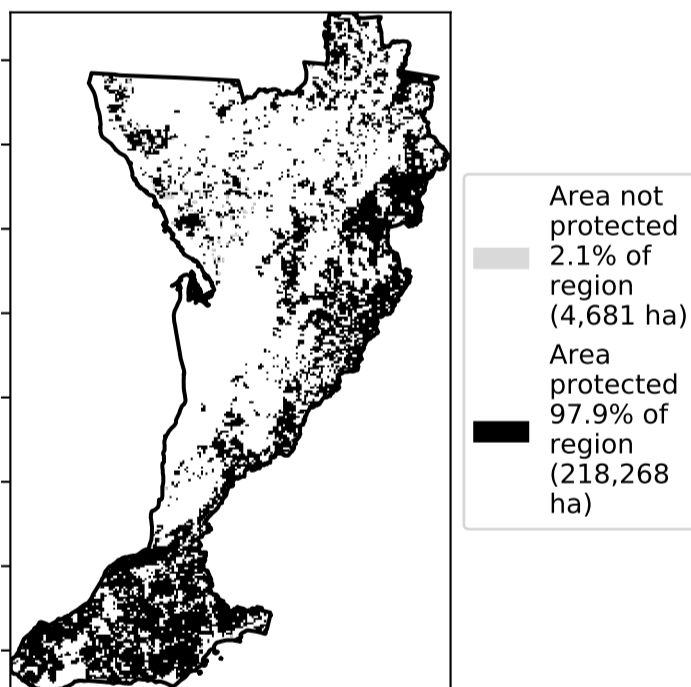 Area not
protected
2.1% of
region
(4,681 ha)
Area
protected
97.9% of
region
(218,268
ha)